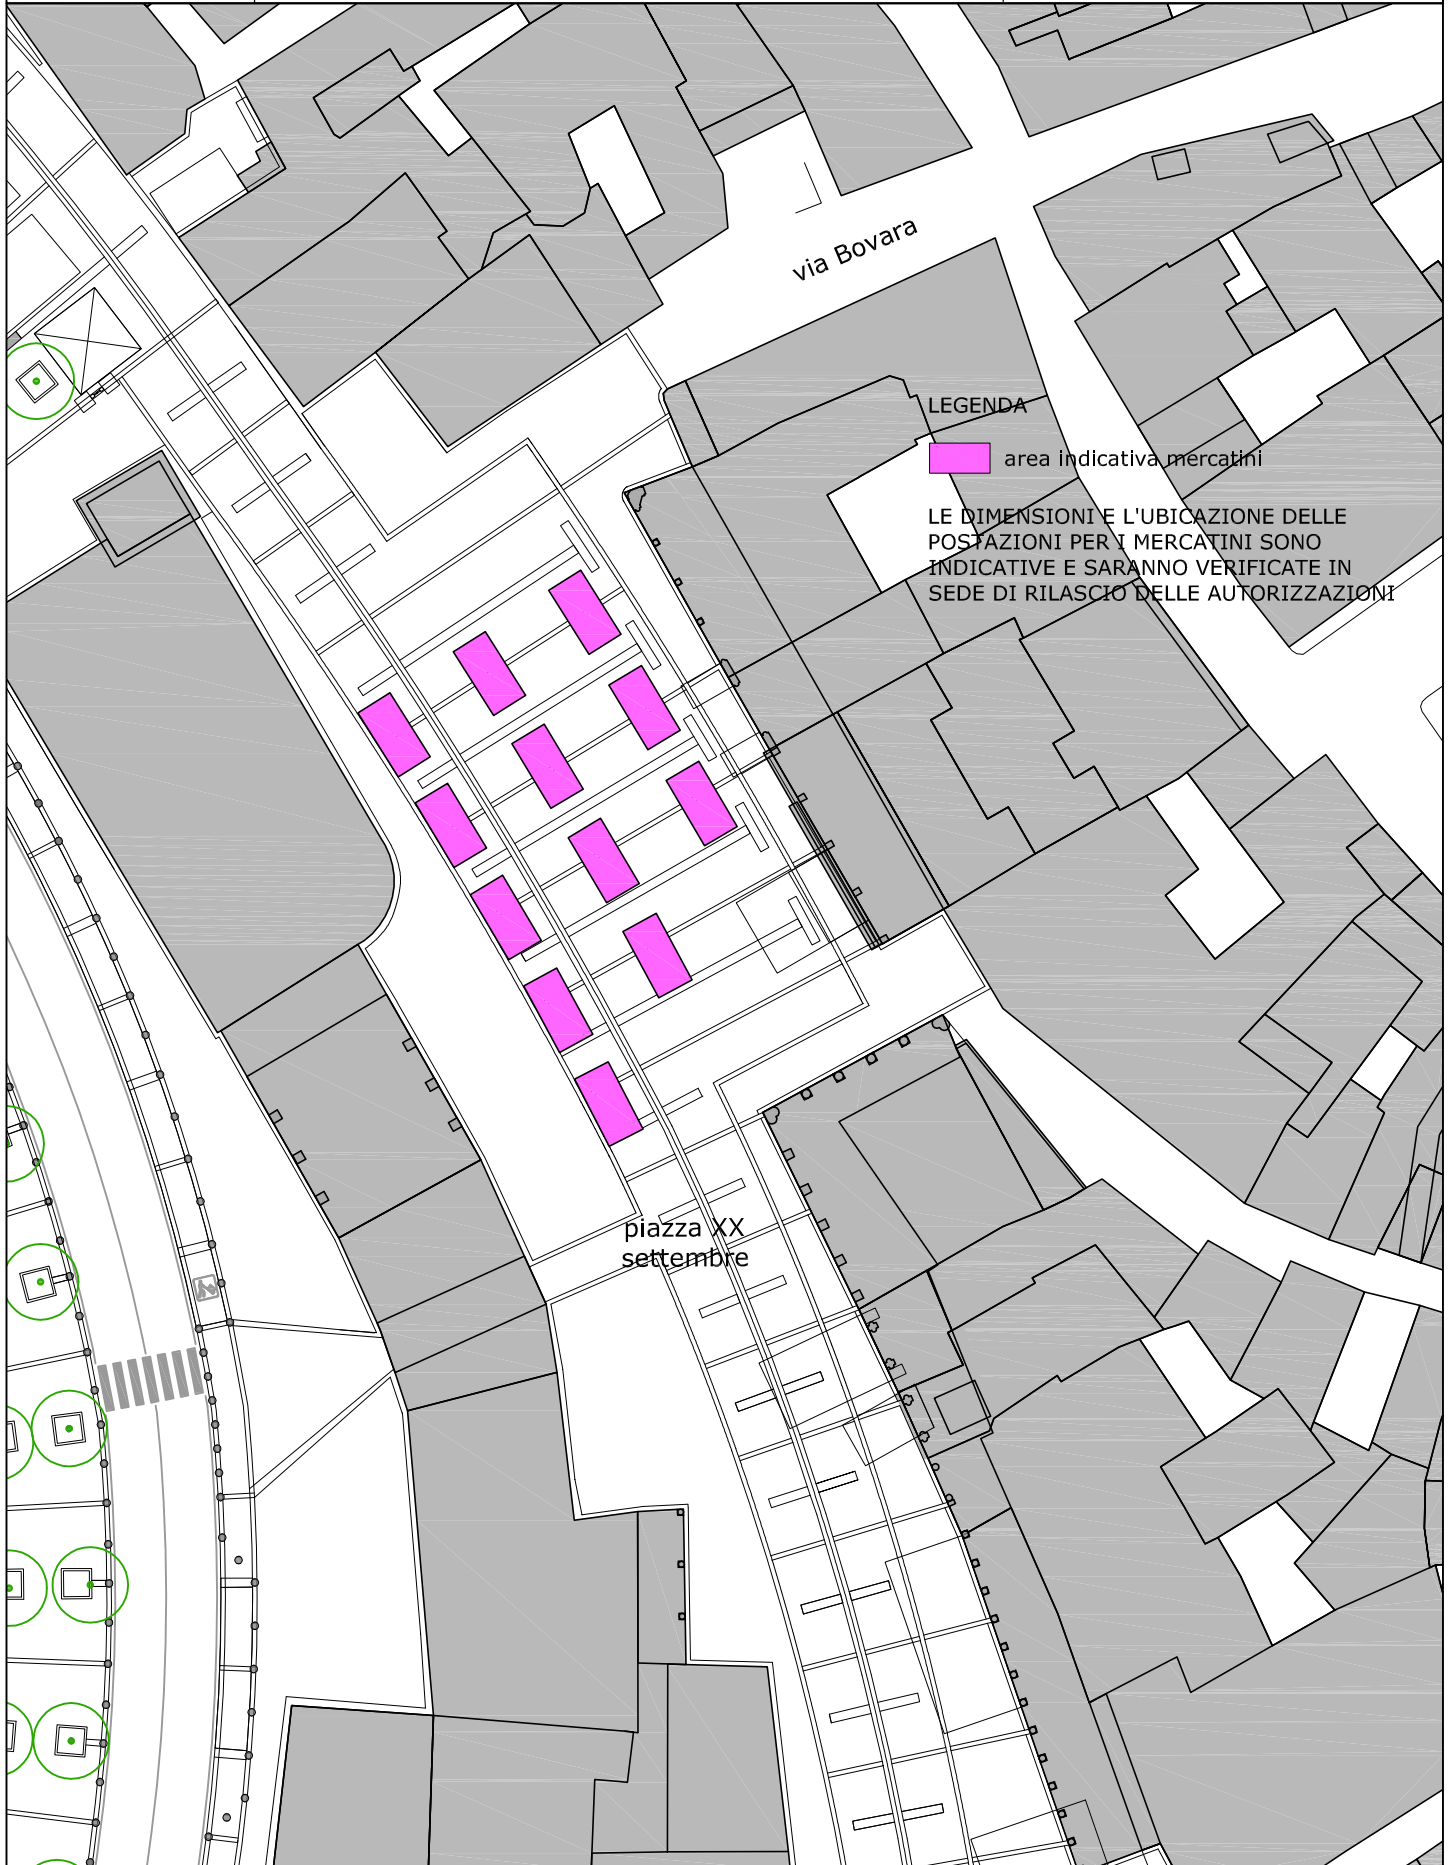 via Bovara
LEGENDA
area indicativa mercatini
LE DIMENSIONI E L'UBICAZIONE DELLE
POSTAZIONI PER I MERCATINI SONO
INDICATIVE E SARANNO VERIFICATE IN
SEDE DI RILASCIO DELLE AUTORIZZAZIONI
piazza XX
settembre